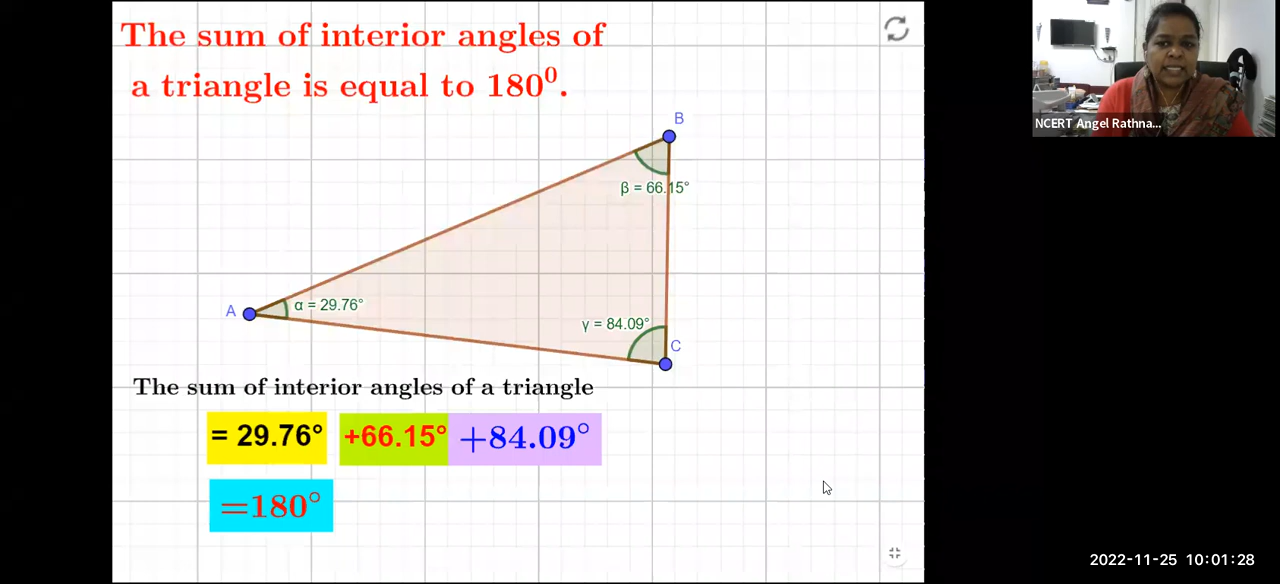 The sum of interior angles of
a triangle is equal to 180⁰.
B
β = 66.15°
A
α = 29.76°
γ = 84.09°
C
The sum of interior angles of a triangle
= 29.76° +66.15° +84.09°
=180°
NCERT Angel Rathna...
2022-11-25 10:01:28